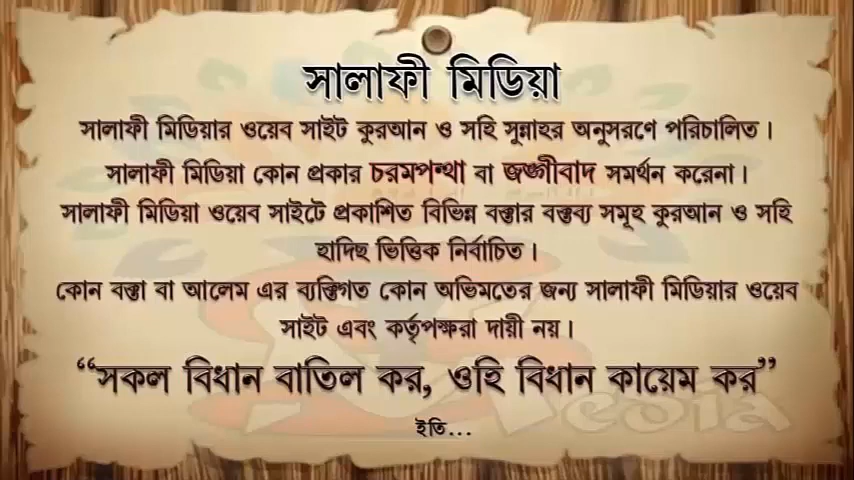 সালাফী মিডিয়া
সালাফী মিডিয়ার ওয়েব সাইট কুরআন ও সহি সুন্নাহর অনুসরণে পরিচালিত।
সালাফী মিডিয়া কোন প্রকার চরমপন্থা বা জঙ্গীবাদ সমর্থন করেনা।
সালাফী মিডিয়া ওয়েব সাইটে প্রকাশিত বিভিন্ন বক্তার বক্তব্য সমূহ কুরআন ও সহি
হাদিছ ভিত্তিক নির্বাচিত।
কোন বক্তা বা আলেম এর ব্যক্তিগত কোন অভিমতের জন্য সালাফী মিডিয়ার ওয়েব
সাইট এবং কর্তৃপক্ষরা দায়ী নয়।
“সকল বিধান বাতিল কর, ওহি বিধান কায়েম কর”
ইতি...